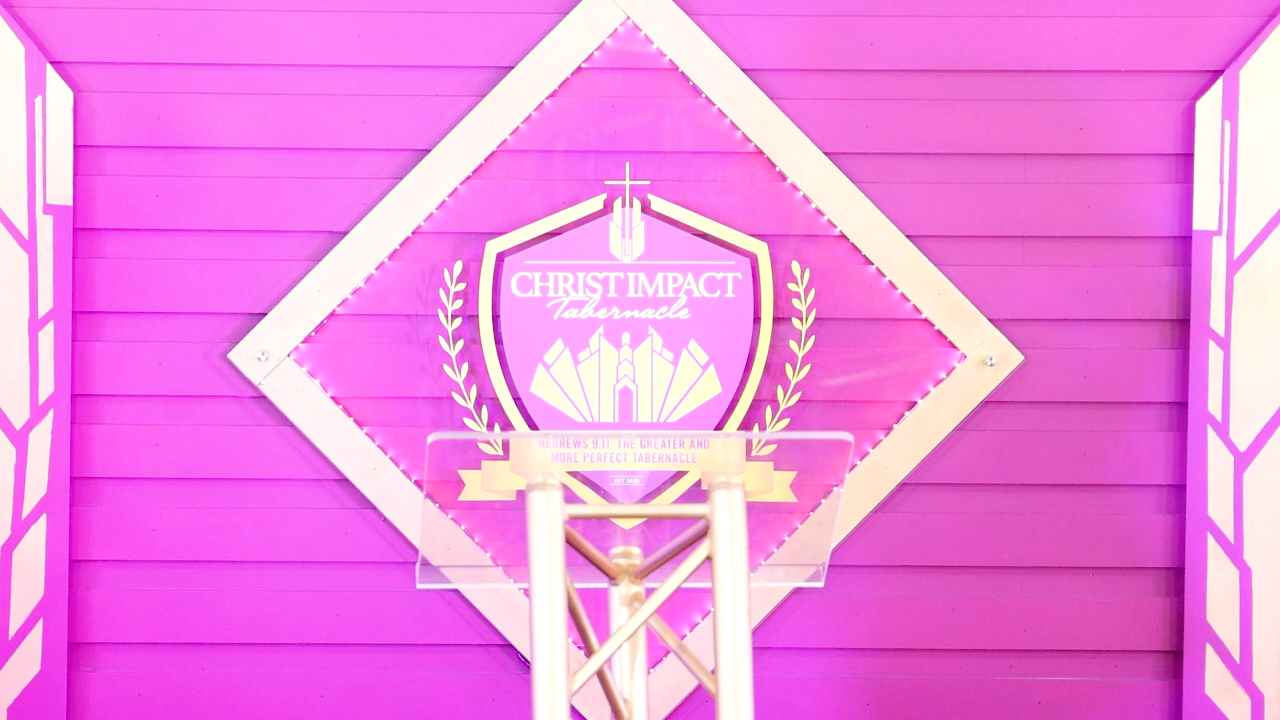 CHRIST IMPACT
Tabernacle
HEBREWS 9:11. THE GREATER AND
MORE PERFECT TABERNACLE